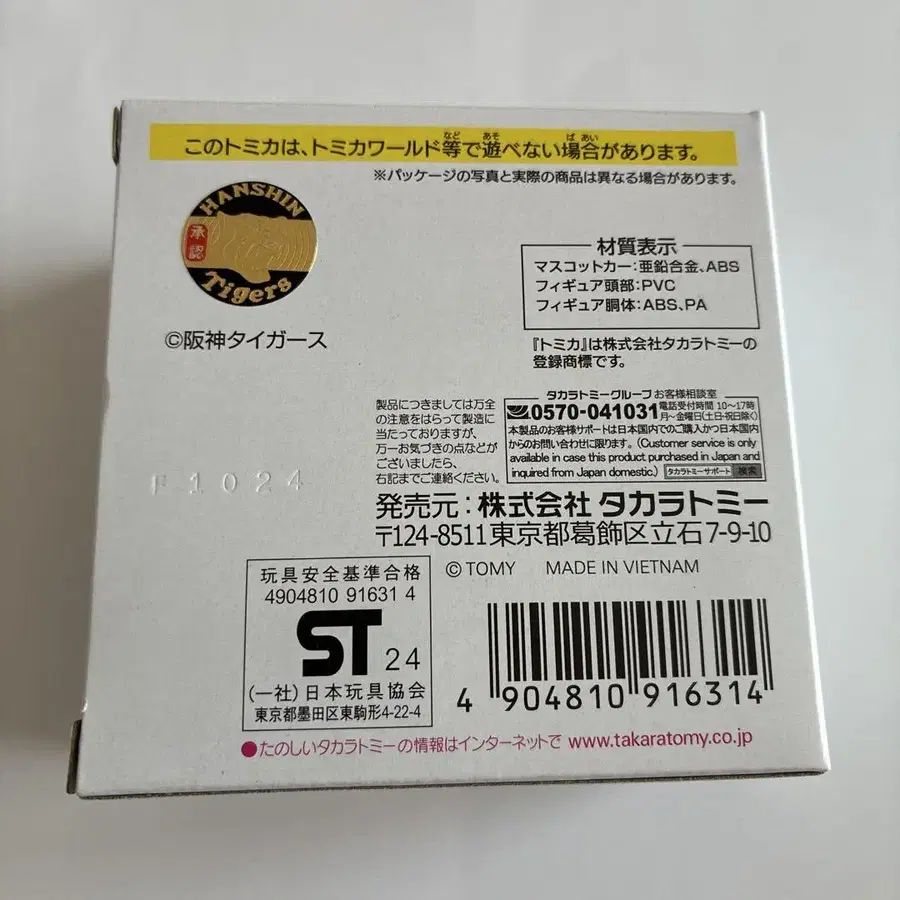 このトミカは、トミカワールド等で遊べない場合があります。
など あそ ばあい
※パッケージの写真と実際の商品は異なる場合があります。
HANSHIN
承認
Tigers
©阪神タイガース
材質表示
マスコットカー:亜鉛合金、ABS
フィギュア頭部:PVC
フィギュア胴体:ABS、PA
『トミカ』は株式会社タカラトミーの
登録商標です。
製品につきましては万全
の注意をはらって製造に
当たっておりますが、
万一お気づきの点などが
ございましたら、
右記までご連絡ください。
タカラトミーグループ お客様相談室
0570-041031 電話受付時間 10〜17時
月〜金曜日(土日・祝日除く)
本製品のお客様サポートは日本国内でのご購入かつ日本国内
からのお問い合わせに限ります。(Customer service is only
available in case this product purchased in Japan and
inquired from Japan domestic.) タカラトミーサポート 検索
F1024
発売元:株式会社 タカラトミー
〒124-8511 東京都葛飾区立石7-9-10
© TOMY MADE IN VIETNAM
玩具安全基準合格
4904810 91631 4
ST 24
(一社)日本玩具協会
東京都墨田区東駒形4-22-4
4 904810 916314
●たのしいタカラトミーの情報はインターネットで www.takaratomy.co.jp